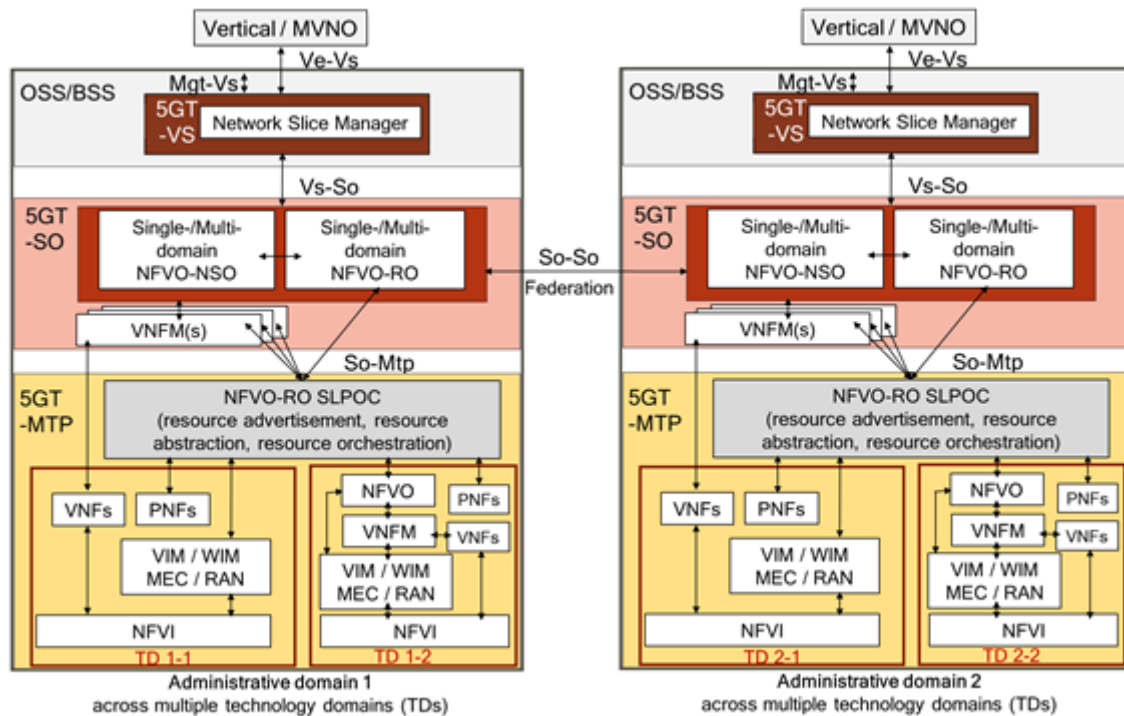 Vertical / MVNO
Ve-Vs
Mgt-Vs
OSS/BSS
5GT
-VS
Network Slice Manager
Vs-So
5GT
-SO
Single-/Multi-
domain
NFVO-NSO
Single-/Multi-
domain
NFVO-RO
VNFM(s)
So-Mtp
5GT
-MTP
NFVO-RO SLPOC
(resource advertisement, resource
abstraction, resource orchestration)
VNFs
PNFs
VIM / WIM
MEC / RAN
NFVI
TD 1-1
NFVO
PNFs
VNFM
VNFs
VIM / WIM
MEC / RAN
NFVI
TD 1-2
Administrative domain 1
across multiple technology domains (TDs)
So-So
Federation
Vertical / MVNO
Ve-Vs
Mgt-Vs
OSS/BSS
5GT
-VS
Network Slice Manager
Vs-So
5GT
-SO
Single-/Multi-
domain
NFVO-NSO
Single-/Multi-
domain
NFVO-RO
VNFM(s)
So-Mtp
5GT
-MTP
NFVO-RO SLPOC
(resource advertisement, resource
abstraction, resource orchestration)
VNFs
PNFs
VIM / WIM
MEC / RAN
NFVI
TD 2-1
NFVO
PNFs
VNFM
VNFs
VIM / WIM
MEC / RAN
NFVI
TD 2-2
Administrative domain 2
across multiple technology domains (TDs)